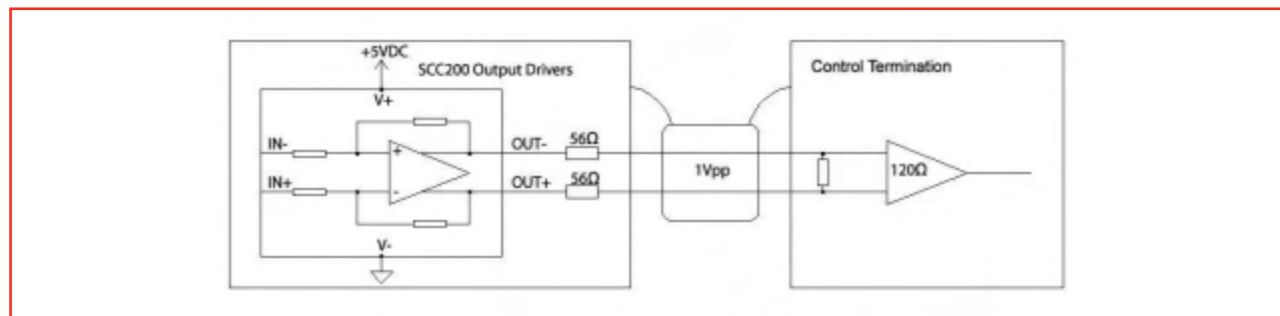 +5VDC
SCC200 Output Drivers
Control Termination
V+
IN-
+
OUT-
56Ω
1Vpp
120Ω
IN+
-
OUT+
56Ω
V-